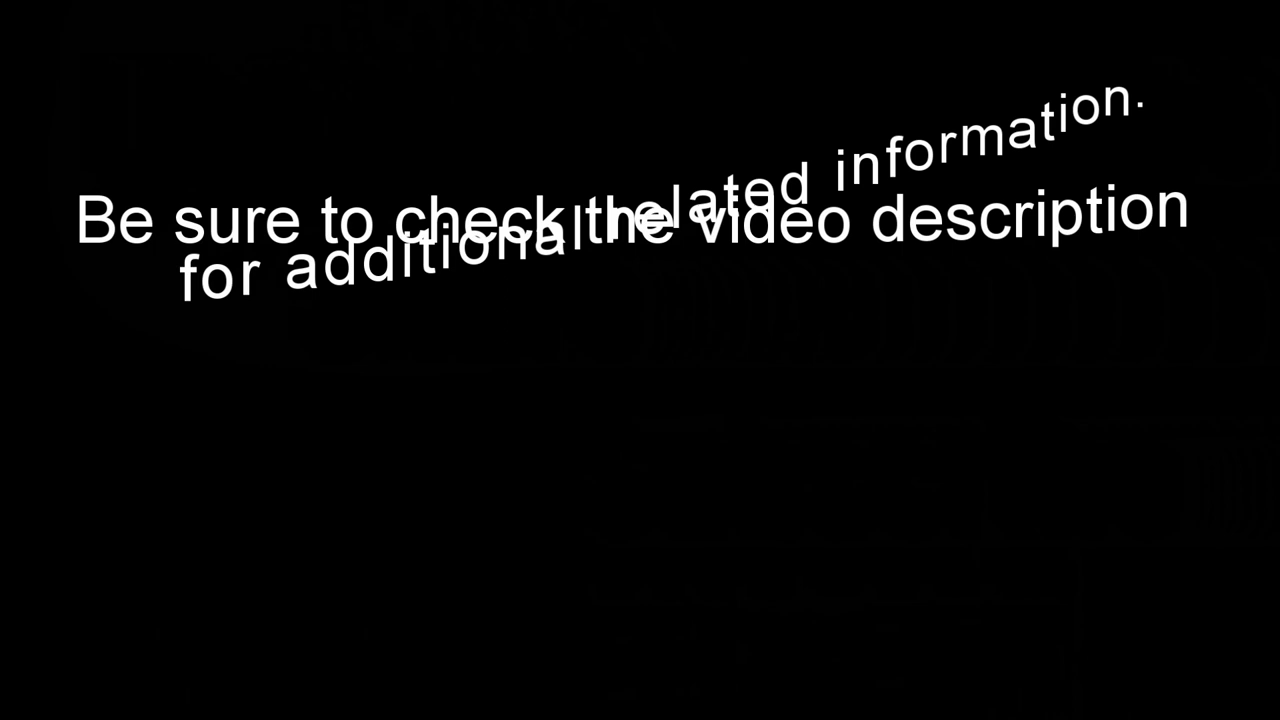 Be sure to check the video description
for additional related information.